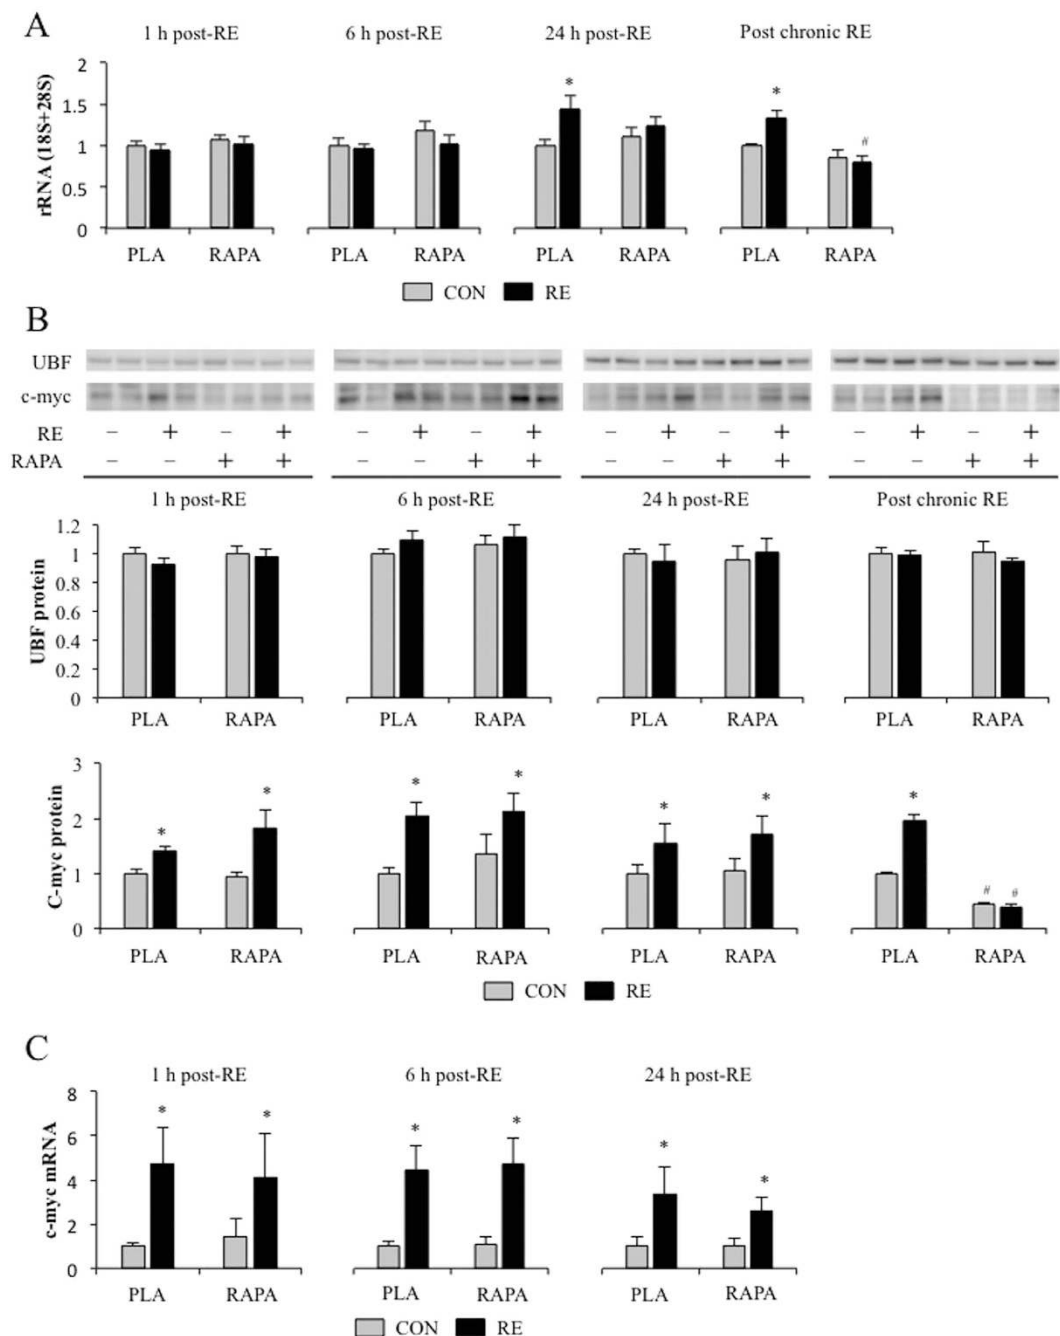 A
1 h post-RE 6 h post-RE 24 h post-RE Post chronic RE
rRNA (18S+28S)
2
1.5
1
0.5
0
* *
#
PLA RAPA PLA RAPA PLA RAPA PLA RAPA
CON RE
B
UBF
c-myc
RE − + − + − + − + − + − + − + − +
RAPA − − + + − − + + − − + + − − + +
1 h post-RE 6 h post-RE 24 h post-RE Post chronic RE
UBF protein
1.2
1
0.8
0.6
0.4
0.2
0
PLA RAPA PLA RAPA PLA RAPA PLA RAPA
C-myc protein
3
2
1
0
* * * * * * *
# #
PLA RAPA PLA RAPA PLA RAPA PLA RAPA
CON RE
C
1 h post-RE 6 h post-RE 24 h post-RE
c-myc mRNA
8
6
4
2
0
* * * * * *
PLA RAPA PLA RAPA PLA RAPA
CON RE